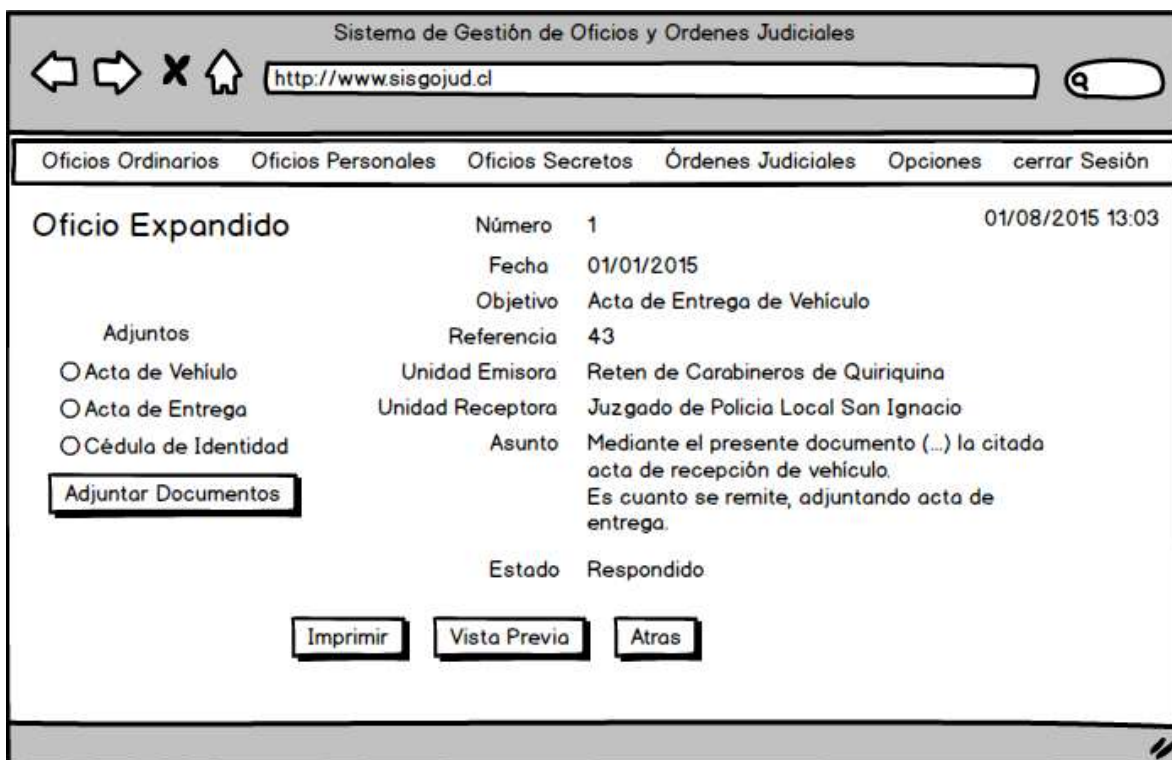 Sistema de Gestión de Oficios y Ordenes Judiciales
http://www.sisgojud.cl
Oficios Ordinarios Oficios Personales Oficios Secretos Órdenes Judiciales Opciones cerrar Sesión
Oficio Expandido
Número 1
01/08/2015 13:03
Fecha 01/01/2015
Objetivo Acta de Entrega de Vehículo
Adjuntos
Referencia 43
Acta de Vehíulo
Unidad Emisora Reten de Carabineros de Quiriquina
Acta de Entrega
Unidad Receptora Juzgado de Policia Local San Ignacio
Cédula de Identidad
Asunto Mediante el presente documento (...) la citada
acta de recepción de vehículo.
Es cuanto se remite, adjuntando acta de
entrega.
Adjuntar Documentos
Estado Respondido
Imprimir Vista Previa Atras